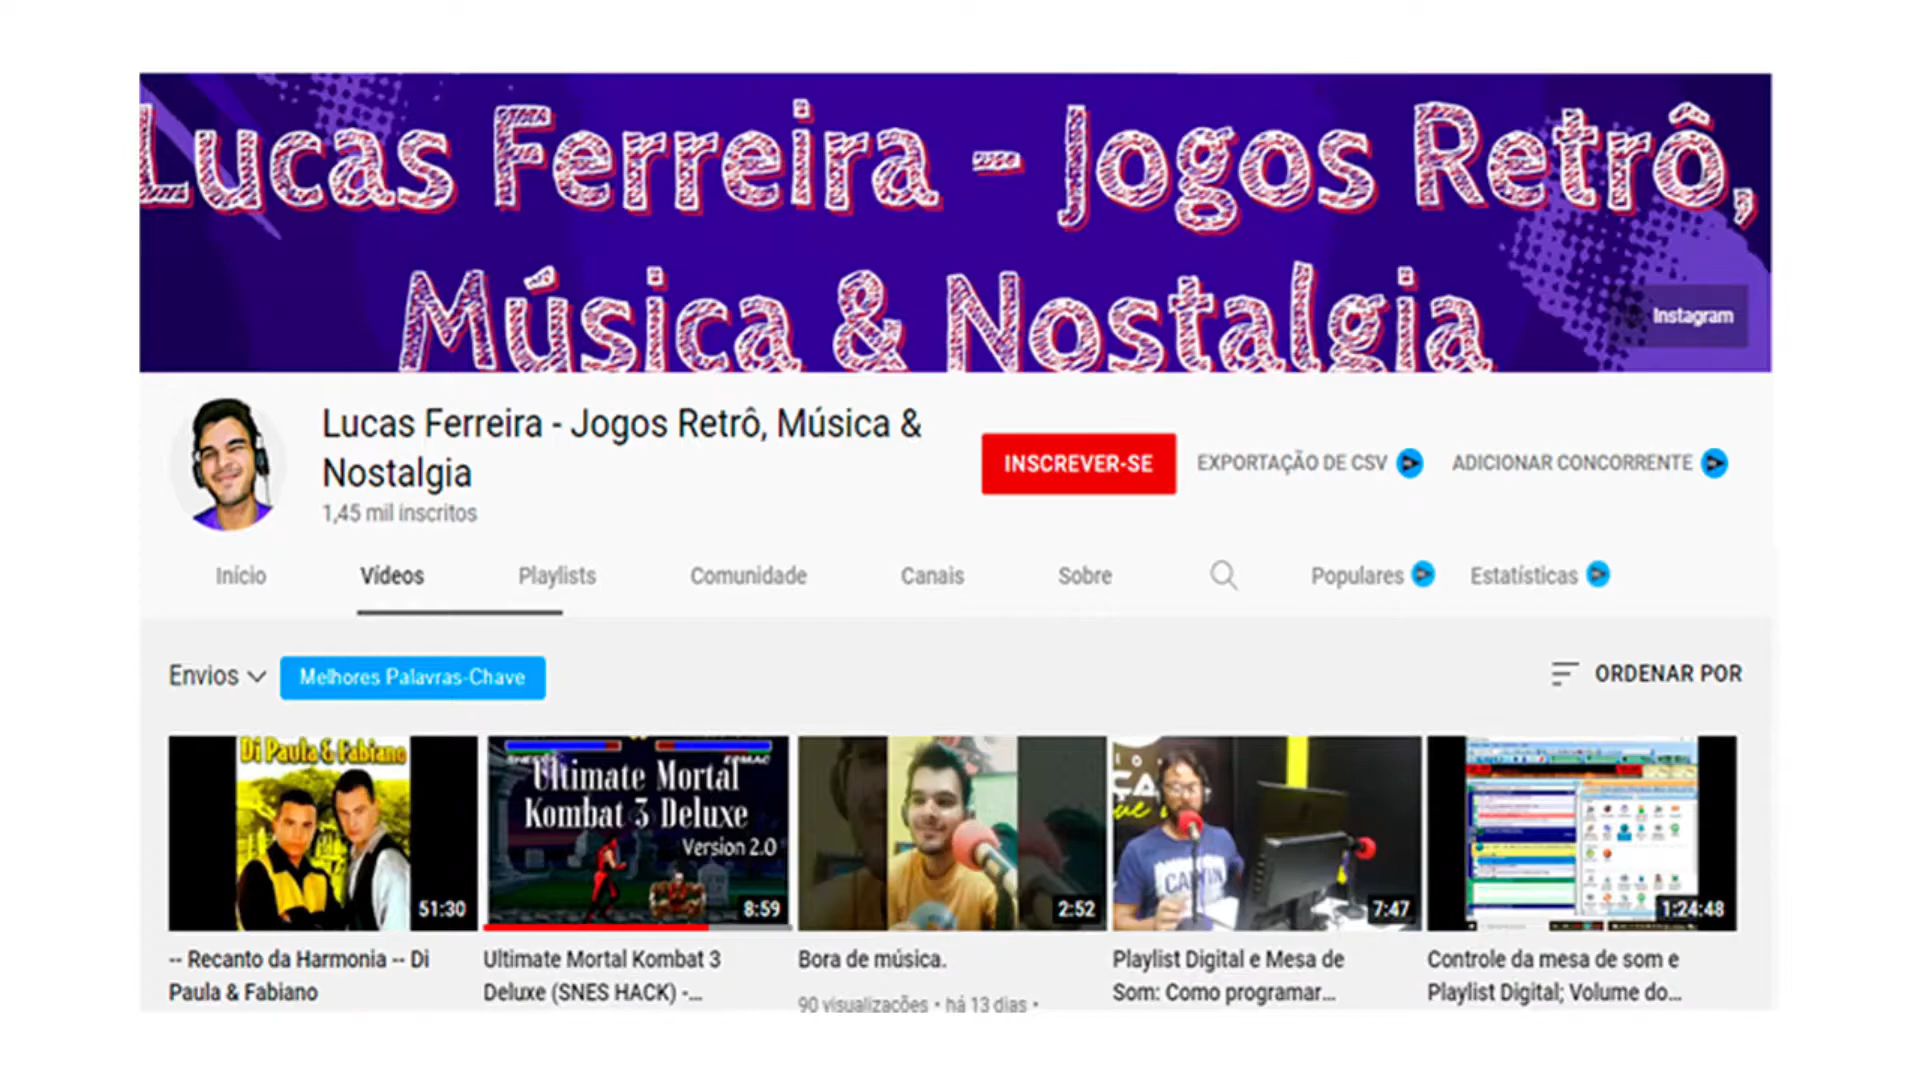 Lucas Ferreira - Jogos Retrô,
Música & Nostalgia
Instagram
Lucas Ferreira - Jogos Retrô, Música &
Nostalgia
1,45 mil inscritos
INSCREVER-SE
EXPORTAÇÃO DE CSV
ADICIONAR CONCORRENTE
Início
Vídeos
Playlists
Comunidade
Canais
Sobre
Populares
Estatísticas
Envios
Melhores Palavras-Chave
ORDENAR POR
Di Paula & Fabiano
51:30
ERMAC
Ultimate Mortal
Kombat 3 Deluxe
Version 2.0
8:59
2:52
7:47
1:24:48
-- Recanto da Harmonia -- Di
Paula & Fabiano
Ultimate Mortal Kombat 3
Deluxe (SNES HACK) -...
Bora de música.
90 visualizações • há 13 dias •
Playlist Digital e Mesa de
Som: Como programar...
Controle da mesa de som e
Playlist Digital; Volume do...